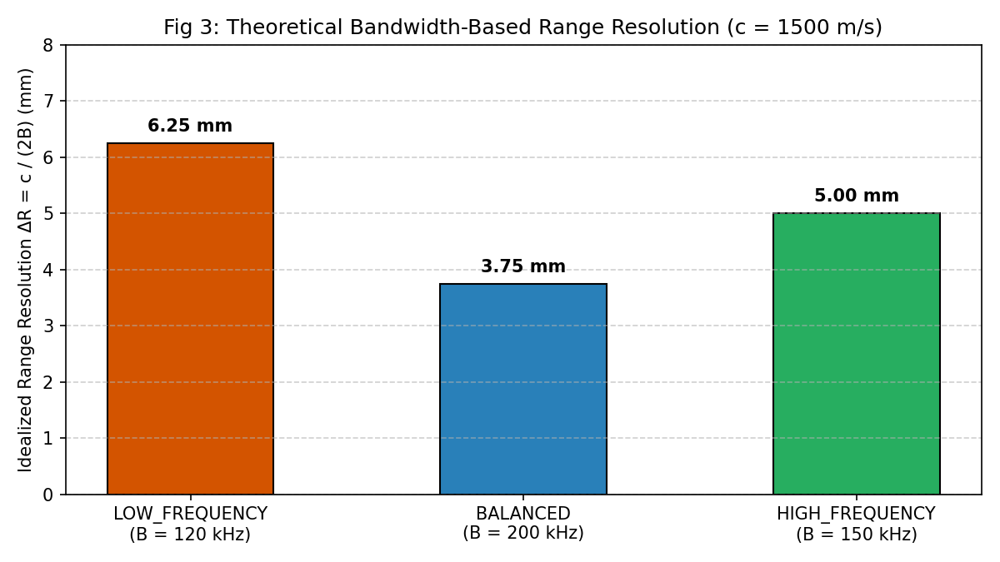 Fig 3: Theoretical Bandwidth-Based Range Resolution (c = 1500 m/s)
Idealized Range Resolution ΔR = c / (2B) (mm)
8
7
6
5
4
3
2
1
0
6.25 mm
3.75 mm
5.00 mm
LOW_FREQUENCY
(B = 120 kHz)
BALANCED
(B = 200 kHz)
HIGH_FREQUENCY
(B = 150 kHz)